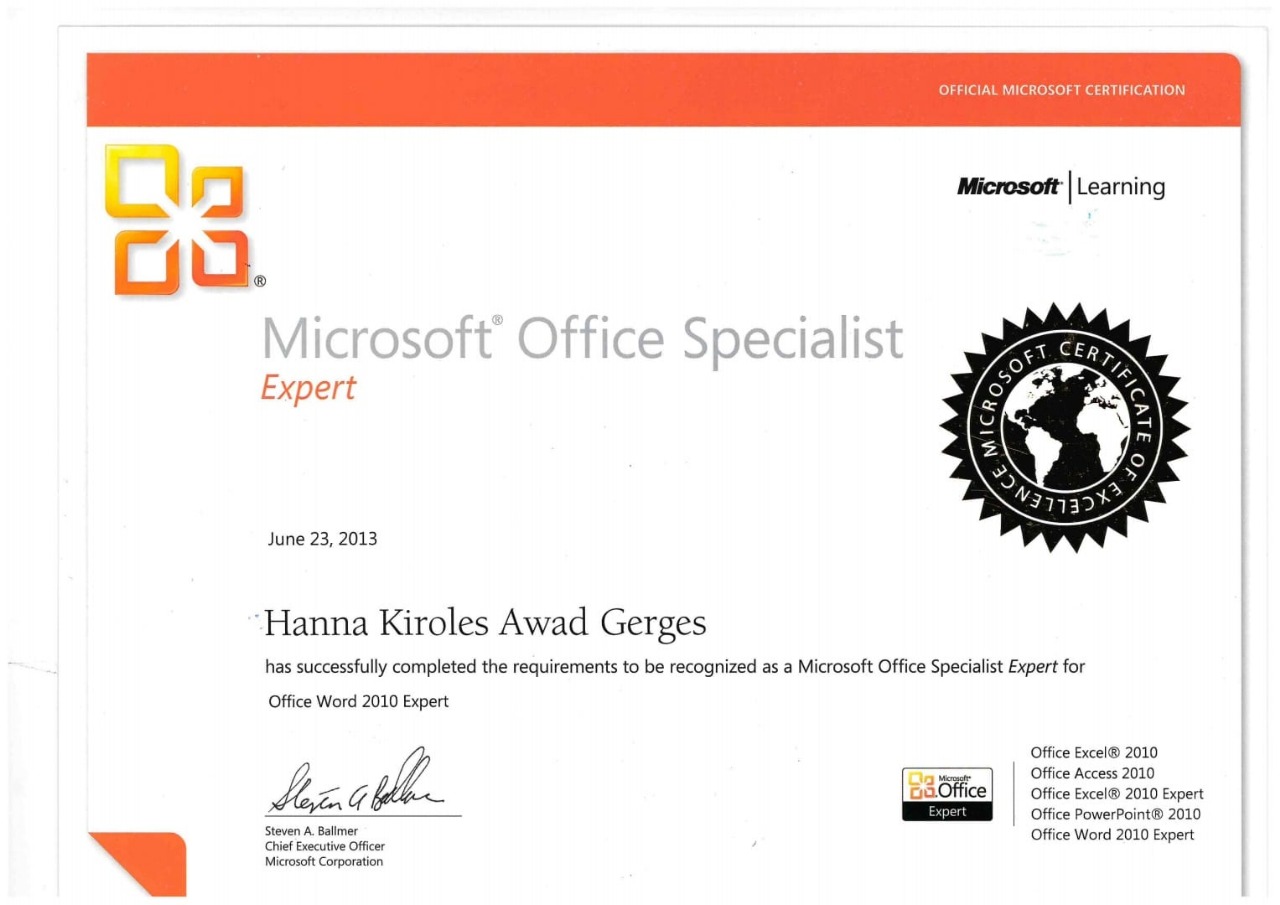 OFFICIAL MICROSOFT CERTIFICATION
Microsoft® | Learning
®
Microsoft® Office Specialist
Expert
MICROSOFT CERTIFICATE OF EXCELLENCE
June 23, 2013
Hanna Kiroles Awad Gerges
has successfully completed the requirements to be recognized as a Microsoft Office Specialist Expert for
Office Word 2010 Expert
Steven A Ballmer
Steven A. Ballmer
Chief Executive Officer
Microsoft Corporation
Microsoft®
Office
Expert
Office Excel® 2010
Office Access 2010
Office Excel® 2010 Expert
Office PowerPoint® 2010
Office Word 2010 Expert